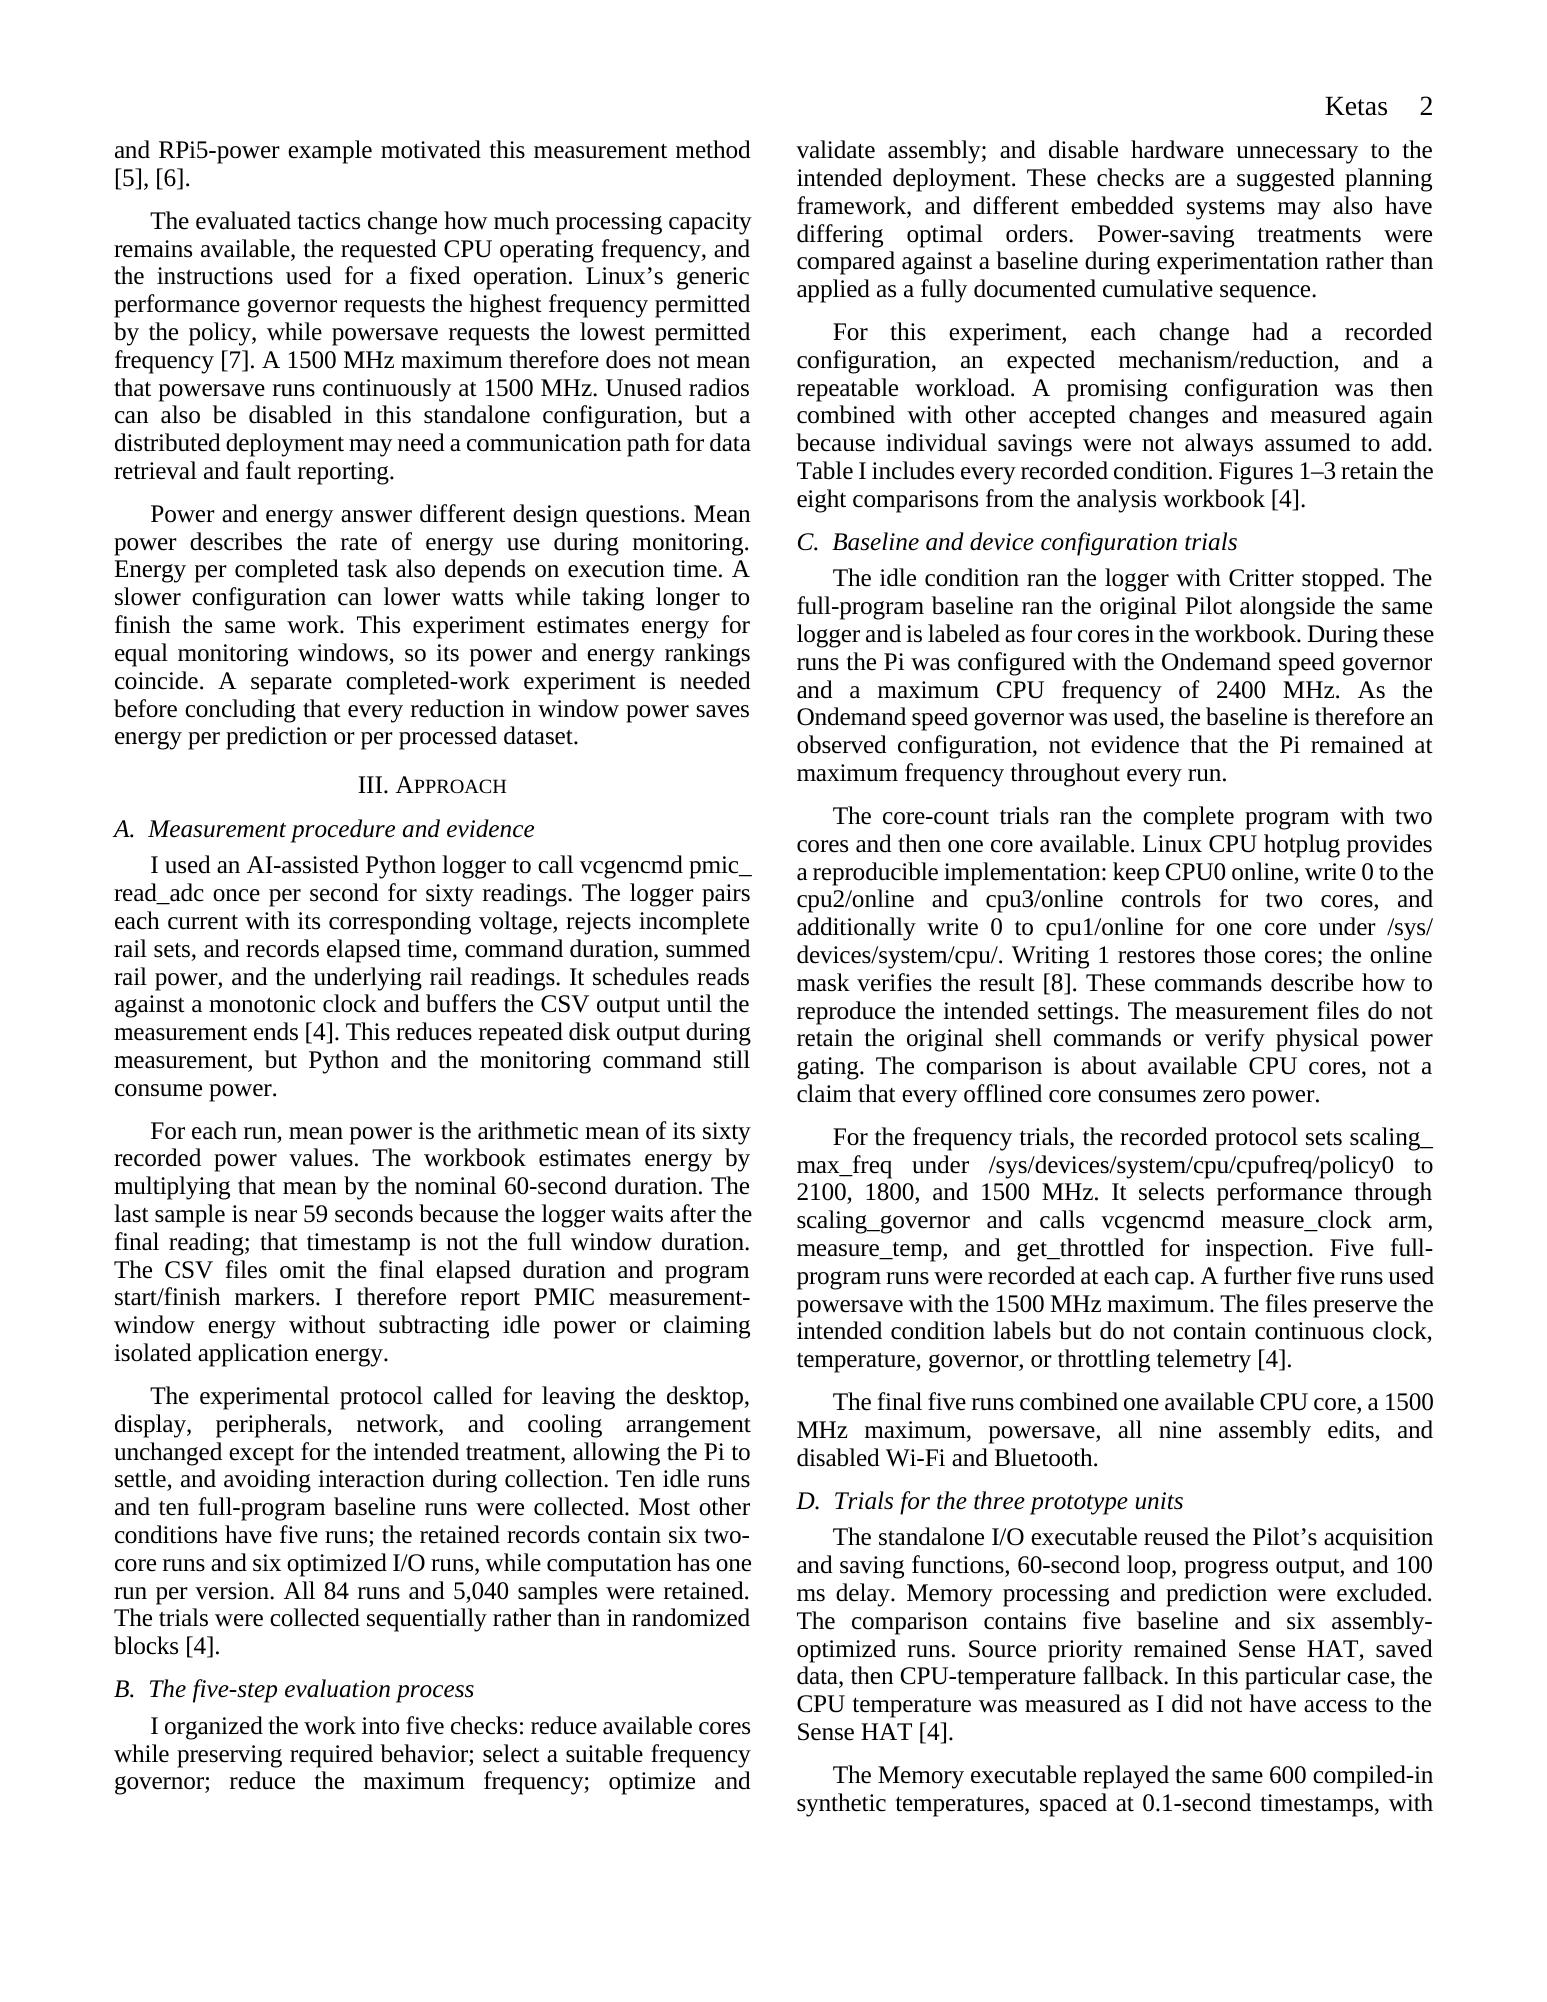 Ketas 2
and RPi5-power example motivated this measurement method
[5], [6].
The evaluated tactics change how much processing capacity
remains available, the requested CPU operating frequency, and
the instructions used for a fixed operation. Linux’s generic
performance governor requests the highest frequency permitted
by the policy, while powersave requests the lowest permitted
frequency [7]. A 1500 MHz maximum therefore does not mean
that powersave runs continuously at 1500 MHz. Unused radios
can also be disabled in this standalone configuration, but a
distributed deployment may need a communication path for data
retrieval and fault reporting.
Power and energy answer different design questions. Mean
power describes the rate of energy use during monitoring.
Energy per completed task also depends on execution time. A
slower configuration can lower watts while taking longer to
finish the same work. This experiment estimates energy for
equal monitoring windows, so its power and energy rankings
coincide. A separate completed-work experiment is needed
before concluding that every reduction in window power saves
energy per prediction or per processed dataset.
III. APPROACH
A. Measurement procedure and evidence
I used an AI-assisted Python logger to call vcgencmd pmic_
read_adc once per second for sixty readings. The logger pairs
each current with its corresponding voltage, rejects incomplete
rail sets, and records elapsed time, command duration, summed
rail power, and the underlying rail readings. It schedules reads
against a monotonic clock and buffers the CSV output until the
measurement ends [4]. This reduces repeated disk output during
measurement, but Python and the monitoring command still
consume power.
For each run, mean power is the arithmetic mean of its sixty
recorded power values. The workbook estimates energy by
multiplying that mean by the nominal 60-second duration. The
last sample is near 59 seconds because the logger waits after the
final reading; that timestamp is not the full window duration.
The CSV files omit the final elapsed duration and program
start/finish markers. I therefore report PMIC measurement-
window energy without subtracting idle power or claiming
isolated application energy.
The experimental protocol called for leaving the desktop,
display, peripherals, network, and cooling arrangement
unchanged except for the intended treatment, allowing the Pi to
settle, and avoiding interaction during collection. Ten idle runs
and ten full-program baseline runs were collected. Most other
conditions have five runs; the retained records contain six two-
core runs and six optimized I/O runs, while computation has one
run per version. All 84 runs and 5,040 samples were retained.
The trials were collected sequentially rather than in randomized
blocks [4].
B. The five-step evaluation process
I organized the work into five checks: reduce available cores
while preserving required behavior; select a suitable frequency
governor; reduce the maximum frequency; optimize and
validate assembly; and disable hardware unnecessary to the
intended deployment. These checks are a suggested planning
framework, and different embedded systems may also have
differing optimal orders. Power-saving treatments were
compared against a baseline during experimentation rather than
applied as a fully documented cumulative sequence.
For this experiment, each change had a recorded
configuration, an expected mechanism/reduction, and a
repeatable workload. A promising configuration was then
combined with other accepted changes and measured again
because individual savings were not always assumed to add.
Table I includes every recorded condition. Figures 1–3 retain the
eight comparisons from the analysis workbook [4].
C. Baseline and device configuration trials
The idle condition ran the logger with Critter stopped. The
full-program baseline ran the original Pilot alongside the same
logger and is labeled as four cores in the workbook. During these
runs the Pi was configured with the Ondemand speed governor
and a maximum CPU frequency of 2400 MHz. As the
Ondemand speed governor was used, the baseline is therefore an
observed configuration, not evidence that the Pi remained at
maximum frequency throughout every run.
The core-count trials ran the complete program with two
cores and then one core available. Linux CPU hotplug provides
a reproducible implementation: keep CPU0 online, write 0 to the
cpu2/online and cpu3/online controls for two cores, and
additionally write 0 to cpu1/online for one core under /sys/
devices/system/cpu/. Writing 1 restores those cores; the online
mask verifies the result [8]. These commands describe how to
reproduce the intended settings. The measurement files do not
retain the original shell commands or verify physical power
gating. The comparison is about available CPU cores, not a
claim that every offlined core consumes zero power.
For the frequency trials, the recorded protocol sets scaling_
max_freq under /sys/devices/system/cpu/cpufreq/policy0 to
2100, 1800, and 1500 MHz. It selects performance through
scaling_governor and calls vcgencmd measure_clock arm,
measure_temp, and get_throttled for inspection. Five full-
program runs were recorded at each cap. A further five runs used
powersave with the 1500 MHz maximum. The files preserve the
intended condition labels but do not contain continuous clock,
temperature, governor, or throttling telemetry [4].
The final five runs combined one available CPU core, a 1500
MHz maximum, powersave, all nine assembly edits, and
disabled Wi-Fi and Bluetooth.
D. Trials for the three prototype units
The standalone I/O executable reused the Pilot’s acquisition
and saving functions, 60-second loop, progress output, and 100
ms delay. Memory processing and prediction were excluded.
The comparison contains five baseline and six assembly-
optimized runs. Source priority remained Sense HAT, saved
data, then CPU-temperature fallback. In this particular case, the
CPU temperature was measured as I did not have access to the
Sense HAT [4].
The Memory executable replayed the same 600 compiled-in
synthetic temperatures, spaced at 0.1-second timestamps, with